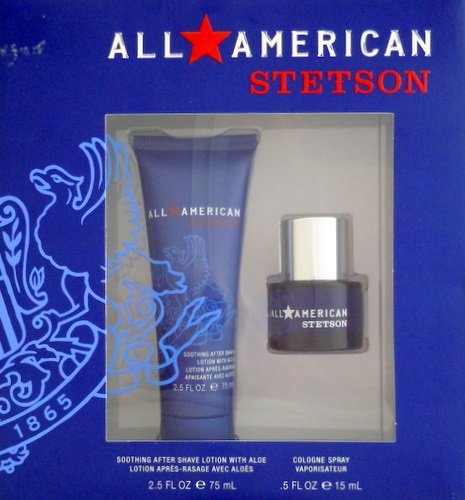 ALL★AMERICAN
STETSON
ALL★AMERICAN
STETSON
SOOTHING AFTER SHAVE
LOTION WITH ALOE
LOTION APRÈS-RASAGE
APAISANTE AVEC ALOÈS
2.5 FL OZ ℮ 75 mL
ALL★AMERICAN
STETSON
1865
SOOTHING AFTER SHAVE LOTION WITH ALOE
LOTION APRÈS-RASAGE AVEC ALOÈS
2.5 FL OZ ℮ 75 mL
COLOGNE SPRAY
VAPORISATEUR
.5 FL OZ ℮ 15 mL